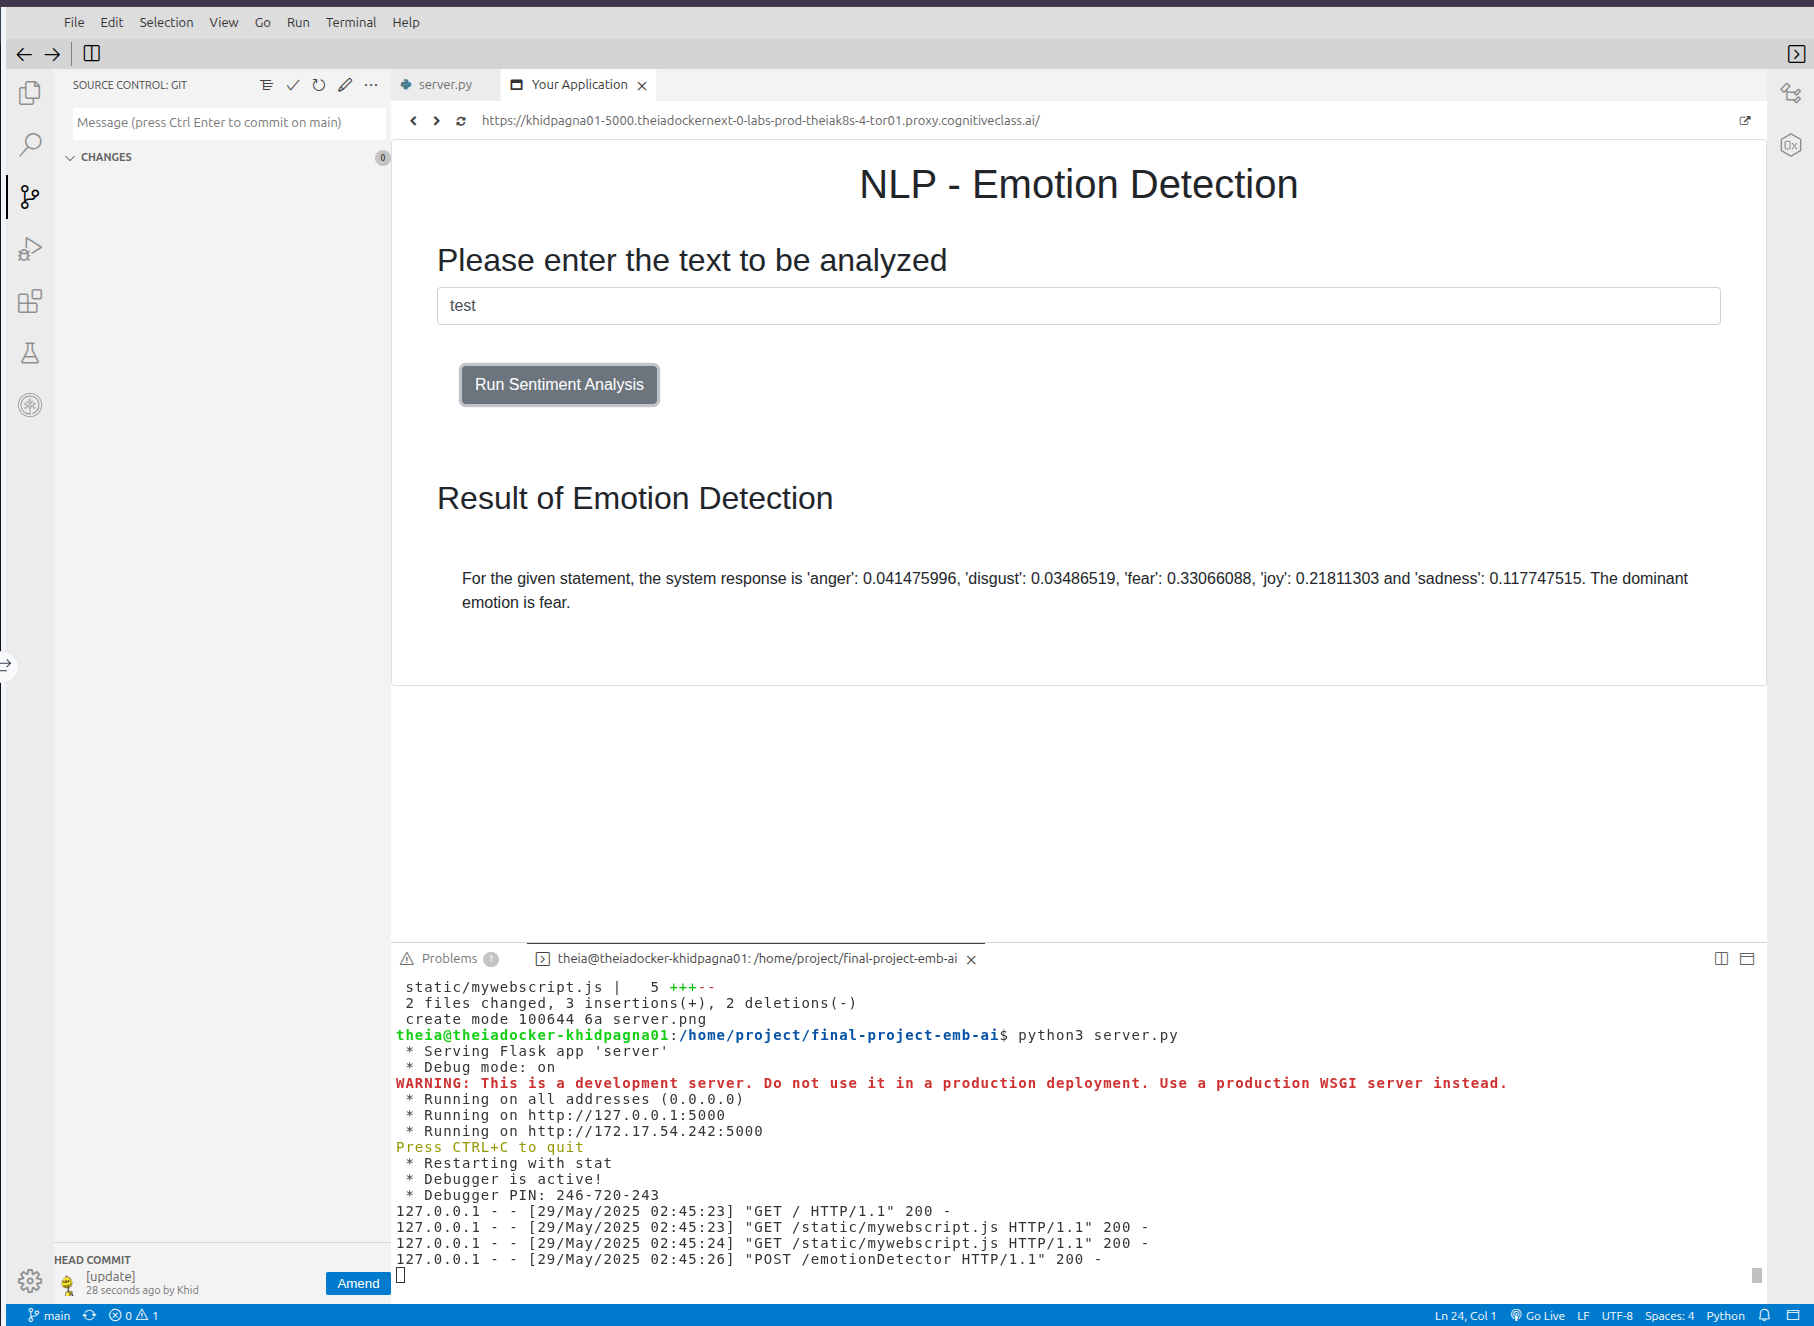 File Edit Selection View Go Run Terminal Help
SOURCE CONTROL: GIT
Message (press Ctrl Enter to commit on main)
CHANGES
0
server.py
Your Application
https://khidpagna01-5000.theiadockernext-0-labs-prod-theiak8s-4-tor01.proxy.cognitiveclass.ai/
NLP - Emotion Detection
Please enter the text to be analyzed
test
Run Sentiment Analysis
Result of Emotion Detection
For the given statement, the system response is 'anger': 0.041475996, 'disgust': 0.03486519, 'fear': 0.33066088, 'joy': 0.21811303 and 'sadness': 0.117747515. The dominant
emotion is fear.
Problems 1
theia@theiadocker-khidpagna01: /home/project/final-project-emb-ai
static/mywebscript.js |   5 +++--
2 files changed, 3 insertions(+), 2 deletions(-)
create mode 100644 6a server.png
theia@theiadocker-khidpagna01:/home/project/final-project-emb-ai$ python3 server.py
* Serving Flask app 'server'
* Debug mode: on
WARNING: This is a development server. Do not use it in a production deployment. Use a production WSGI server instead.
* Running on all addresses (0.0.0.0)
* Running on http://127.0.0.1:5000
* Running on http://172.17.54.242:5000
Press CTRL+C to quit
* Restarting with stat
* Debugger is active!
* Debugger PIN: 246-720-243
127.0.0.1 - - [29/May/2025 02:45:23] "GET / HTTP/1.1" 200 -
127.0.0.1 - - [29/May/2025 02:45:23] "GET /static/mywebscript.js HTTP/1.1" 200 -
127.0.0.1 - - [29/May/2025 02:45:24] "GET /static/mywebscript.js HTTP/1.1" 200 -
127.0.0.1 - - [29/May/2025 02:45:26] "POST /emotionDetector HTTP/1.1" 200 -
HEAD COMMIT
[update]
28 seconds ago by Khid
Amend
main 0 1
Ln 24, Col 1 Go Live LF UTF-8 Spaces: 4 Python
0x